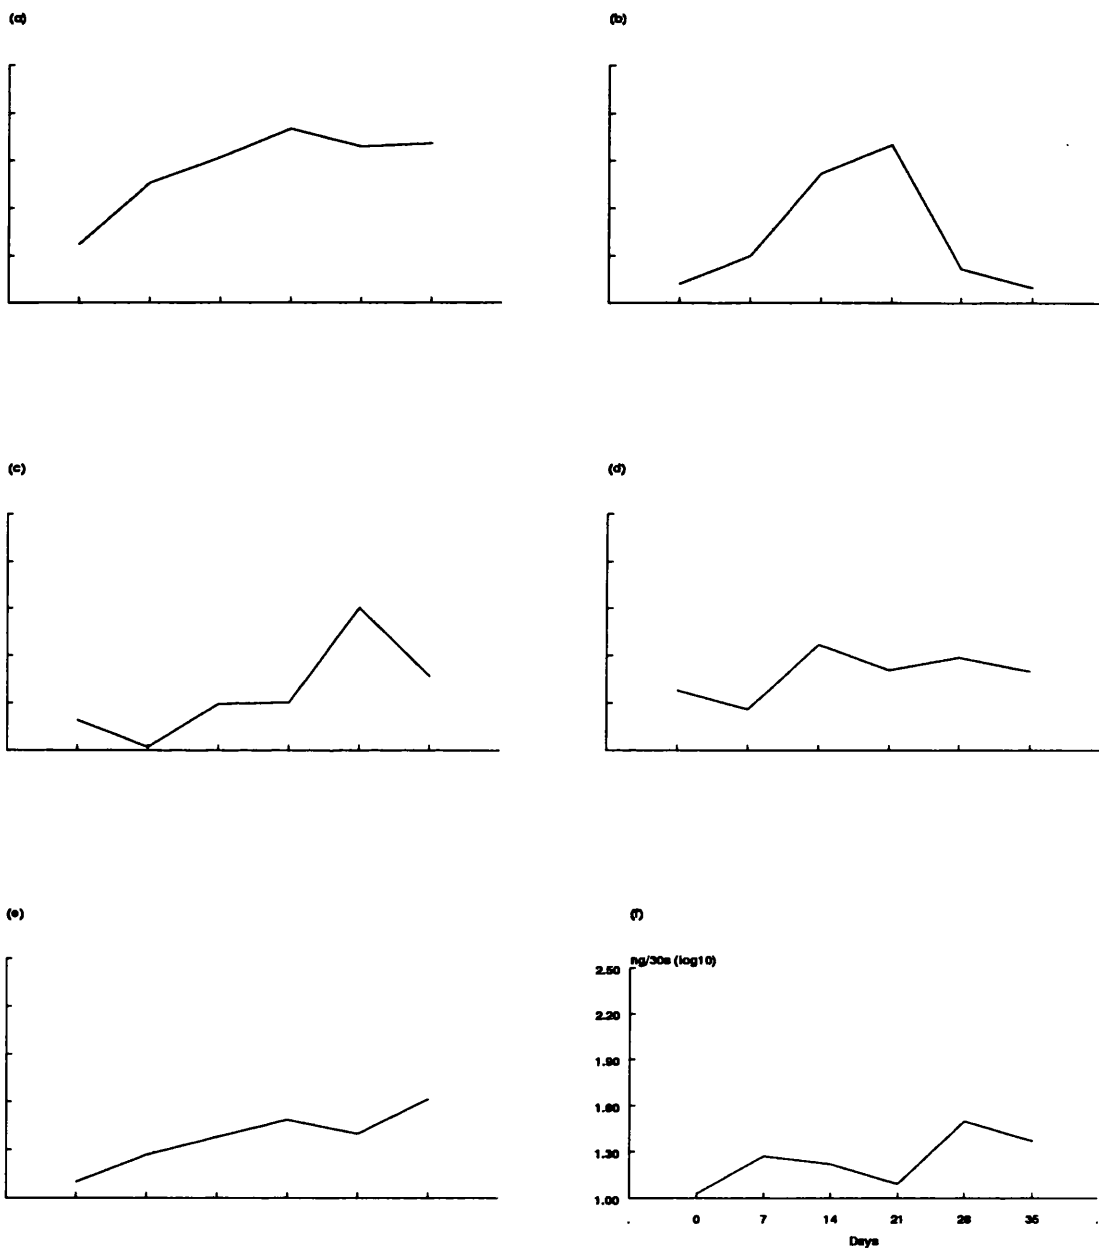 (a)
(b)
(c)
(d)
(e)
(f)
ng/30s (log10)
2.50
2.20
1.90
1.60
1.30
1.00
0 7 14 21 28 35
Days